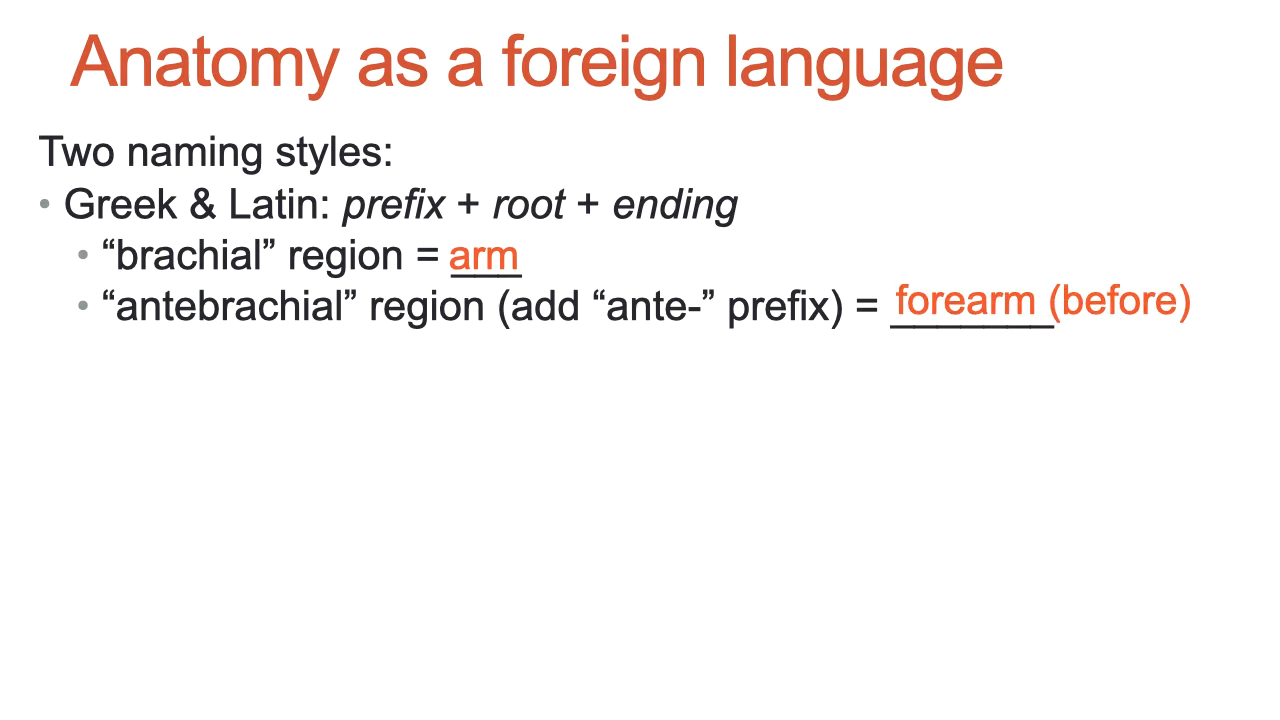 Anatomy as a foreign language
Two naming styles:
• Greek & Latin: prefix + root + ending
• “brachial” region = arm
• “antebrachial” region (add “ante-” prefix) = forearm (before)